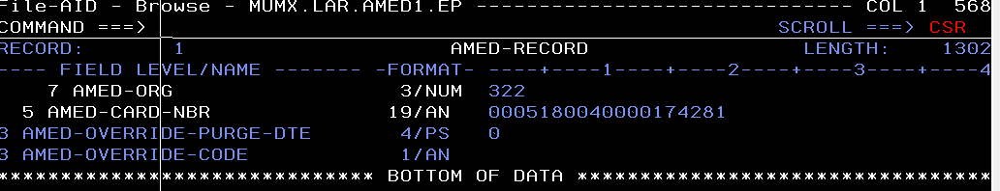 File-AID - Browse - MUMX.LAR.AMED1.EP ------------------------------- COL 1 568
COMMAND ===> SCROLL ===> CSR
RECORD: 1 AMED-RECORD LENGTH: 1302
---- FIELD LEVEL/NAME ------- -FORMAT- ----+----1----+----2----+----3----+----4
7 AMED-ORG 3/NUM 322
5 AMED-CARD-NBR 19/AN 0005180040000174281
3 AMED-OVERRIDE-PURGE-DTE 4/PS 0
3 AMED-OVERRIDE-CODE 1/AN
******************************** BOTTOM OF DATA ***********************************